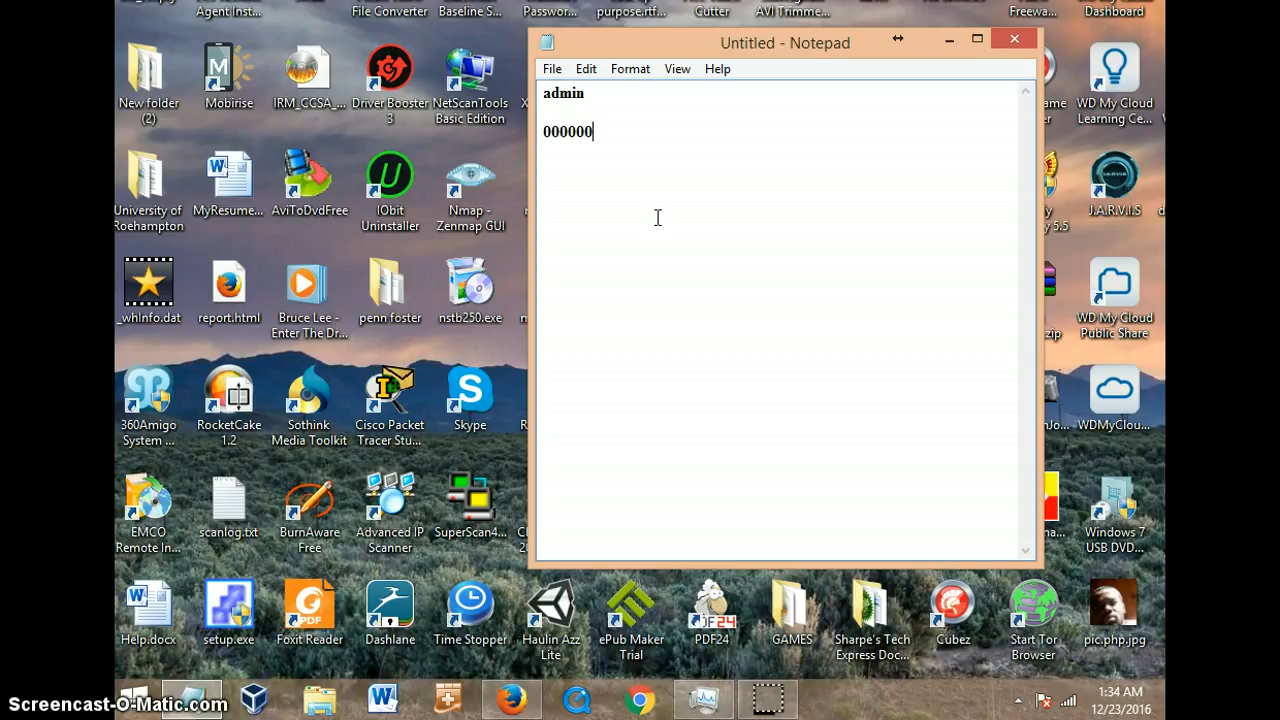 Agent Inst...
File Converter
Baseline S...
Passwor...
purpose.rtf...
Cutter
AVI Trimme...
Freewa...
Dashboard
Untitled - Notepad
File Edit Format View Help
admin
000000
New folder
(2)
Mobirise
IRM_CCSA_...
Driver Booster
3
NetScanTools
Basic Edition
WD My Cloud
Learning Ce...
University of
Roehampton
MyResume...
AviToDvdFree
IObit
Uninstaller
Nmap -
Zenmap GUI
5.5
J.A.R.V.I.S
_whInfo.dat
report.html
Bruce Lee -
Enter The Dr...
penn foster
nstb250.exe
zip
WD My Cloud
Public Share
360Amigo
System ...
RocketCake
1.2
Sothink
Media Toolkit
Cisco Packet
Tracer Stu...
Skype
WDMyClou...
EMCO
Remote In...
scanlog.txt
BurnAware
Free
Advanced IP
Scanner
SuperScan4...
Windows 7
USB DVD...
Help.docx
setup.exe
Foxit Reader
Dashlane
Time Stopper
Haulin Azz
Lite
ePub Maker
Trial
PDF24
GAMES
Sharpe's Tech
Express Doc...
Cubez
Start Tor
Browser
pic.php.jpg
Screencast-O-Matic.com
1:34 AM
12/23/2016